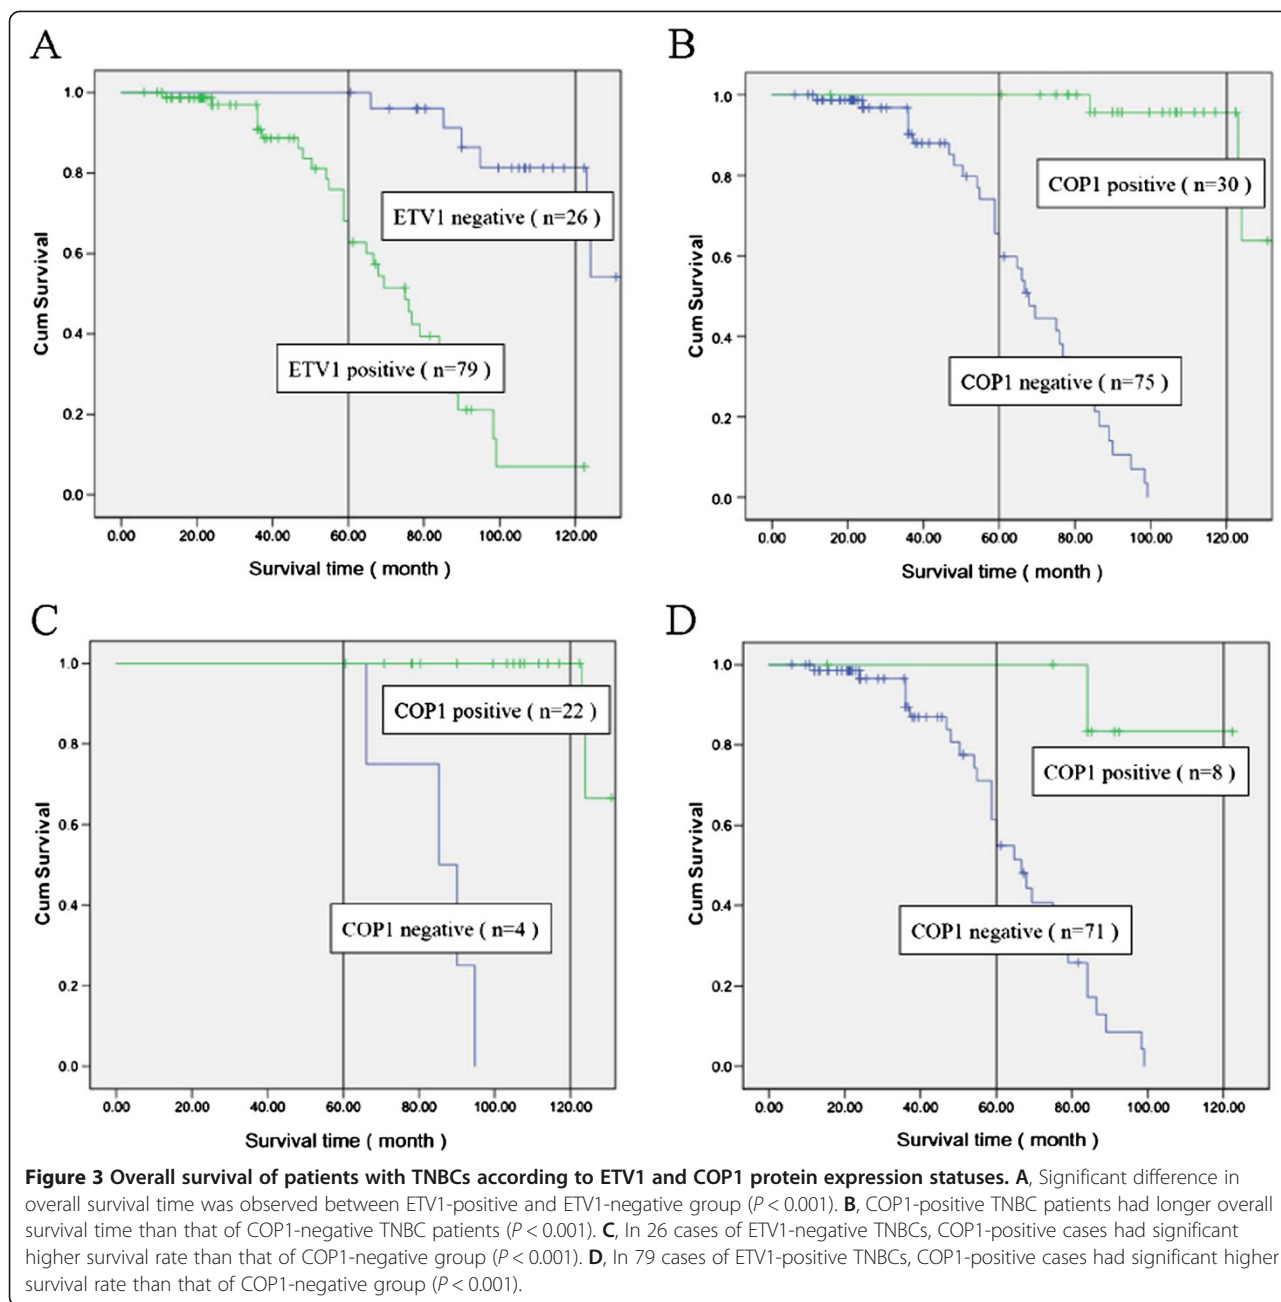 A
B
1.0
0.8
0.6
0.4
0.2
0.0
Cum Survival
ETV1 negative ( n=26 )
ETV1 positive ( n=79 )
0.00 20.00 40.00 60.00 80.00 100.00 120.00
Survival time ( month )
1.0
0.8
0.6
0.4
0.2
0.0
Cum Survival
COP1 positive ( n=30 )
COP1 negative ( n=75 )
0.00 20.00 40.00 60.00 80.00 100.00 120.00
Survival time ( month )
C
D
1.0
0.8
0.6
0.4
0.2
0.0
Cum Survival
COP1 positive ( n=22 )
COP1 negative ( n=4 )
0.00 20.00 40.00 60.00 80.00 100.00 120.00
Survival time ( month )
1.0
0.8
0.6
0.4
0.2
0.0
Cum Survival
COP1 positive ( n=8 )
COP1 negative ( n=71 )
0.00 20.00 40.00 60.00 80.00 100.00 120.00
Survival time ( month )
Figure 3 Overall survival of patients with TNBCs according to ETV1 and COP1 protein expression statuses. A, Significant difference in
overall survival time was observed between ETV1-positive and ETV1-negative group (P < 0.001). B, COP1-positive TNBC patients had longer overall
survival time than that of COP1-negative TNBC patients (P < 0.001). C, In 26 cases of ETV1-negative TNBCs, COP1-positive cases had significant
higher survival rate than that of COP1-negative group (P < 0.001). D, In 79 cases of ETV1-positive TNBCs, COP1-positive cases had significant higher
survival rate than that of COP1-negative group (P < 0.001).